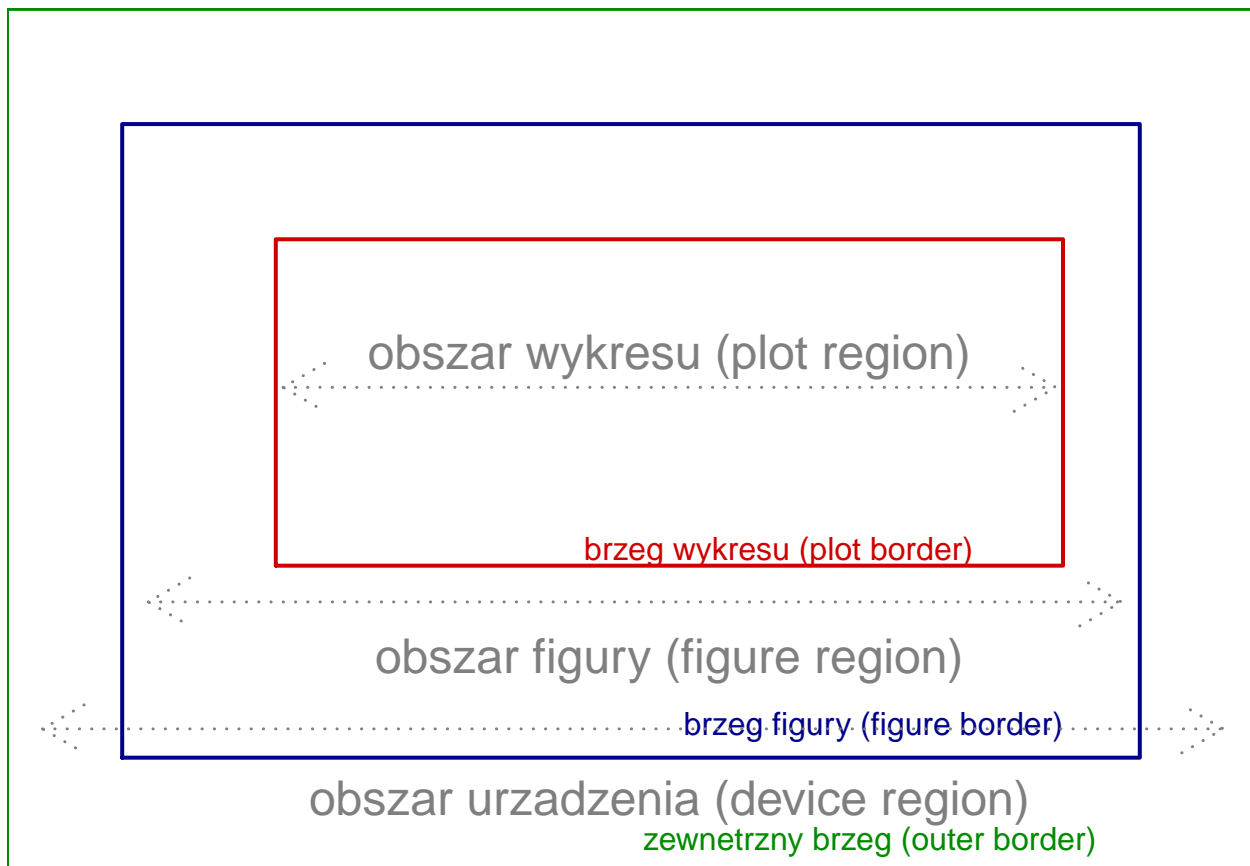 obszar wykresu (plot region)
brzeg wykresu (plot border)
obszar figury (figure region)
brzeg figury (figure border)
obszar urzadzenia (device region)
zewnetrzny brzeg (outer border)